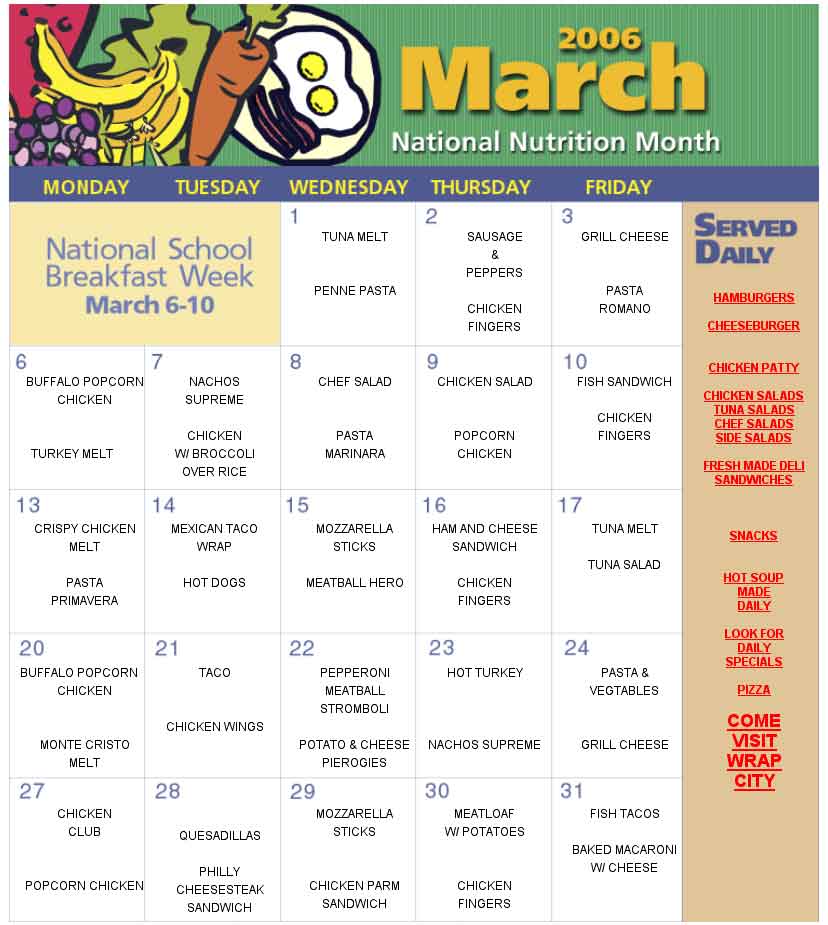 2006
March
National Nutrition Month
MONDAY TUESDAY WEDNESDAY THURSDAY FRIDAY
National School
Breakfast Week
March 6-10
1
TUNA MELT
PENNE PASTA
2
SAUSAGE
&
PEPPERS
CHICKEN
FINGERS
3
GRILL CHEESE
PASTA
ROMANO
6
BUFFALO POPCORN
CHICKEN
TURKEY MELT
7
NACHOS
SUPREME
CHICKEN
W/ BROCCOLI
OVER RICE
8
CHEF SALAD
PASTA
MARINARA
9
CHICKEN SALAD
POPCORN
CHICKEN
10
FISH SANDWICH
CHICKEN
FINGERS
13
CRISPY CHICKEN
MELT
PASTA
PRIMAVERA
14
MEXICAN TACO
WRAP
HOT DOGS
15
MOZZARELLA
STICKS
MEATBALL HERO
16
HAM AND CHEESE
SANDWICH
CHICKEN
FINGERS
17
TUNA MELT
TUNA SALAD
20
BUFFALO POPCORN
CHICKEN
MONTE CRISTO
MELT
21
TACO
CHICKEN WINGS
22
PEPPERONI
MEATBALL
STROMBOLI
POTATO & CHEESE
PIEROGIES
23
HOT TURKEY
NACHOS SUPREME
24
PASTA &
VEGTABLES
GRILL CHEESE
27
CHICKEN
CLUB
POPCORN CHICKEN
28
QUESADILLAS
PHILLY
CHEESESTEAK
SANDWICH
29
MOZZARELLA
STICKS
CHICKEN PARM
SANDWICH
30
MEATLOAF
W/ POTATOES
CHICKEN
FINGERS
31
FISH TACOS
BAKED MACARONI
W/ CHEESE
SERVED
DAILY
HAMBURGERS
CHEESEBURGER
CHICKEN PATTY
CHICKEN SALADS
TUNA SALADS
CHEF SALADS
SIDE SALADS
FRESH MADE DELI
SANDWICHES
SNACKS
HOT SOUP
MADE
DAILY
LOOK FOR
DAILY
SPECIALS
PIZZA
COME
VISIT
WRAP
CITY